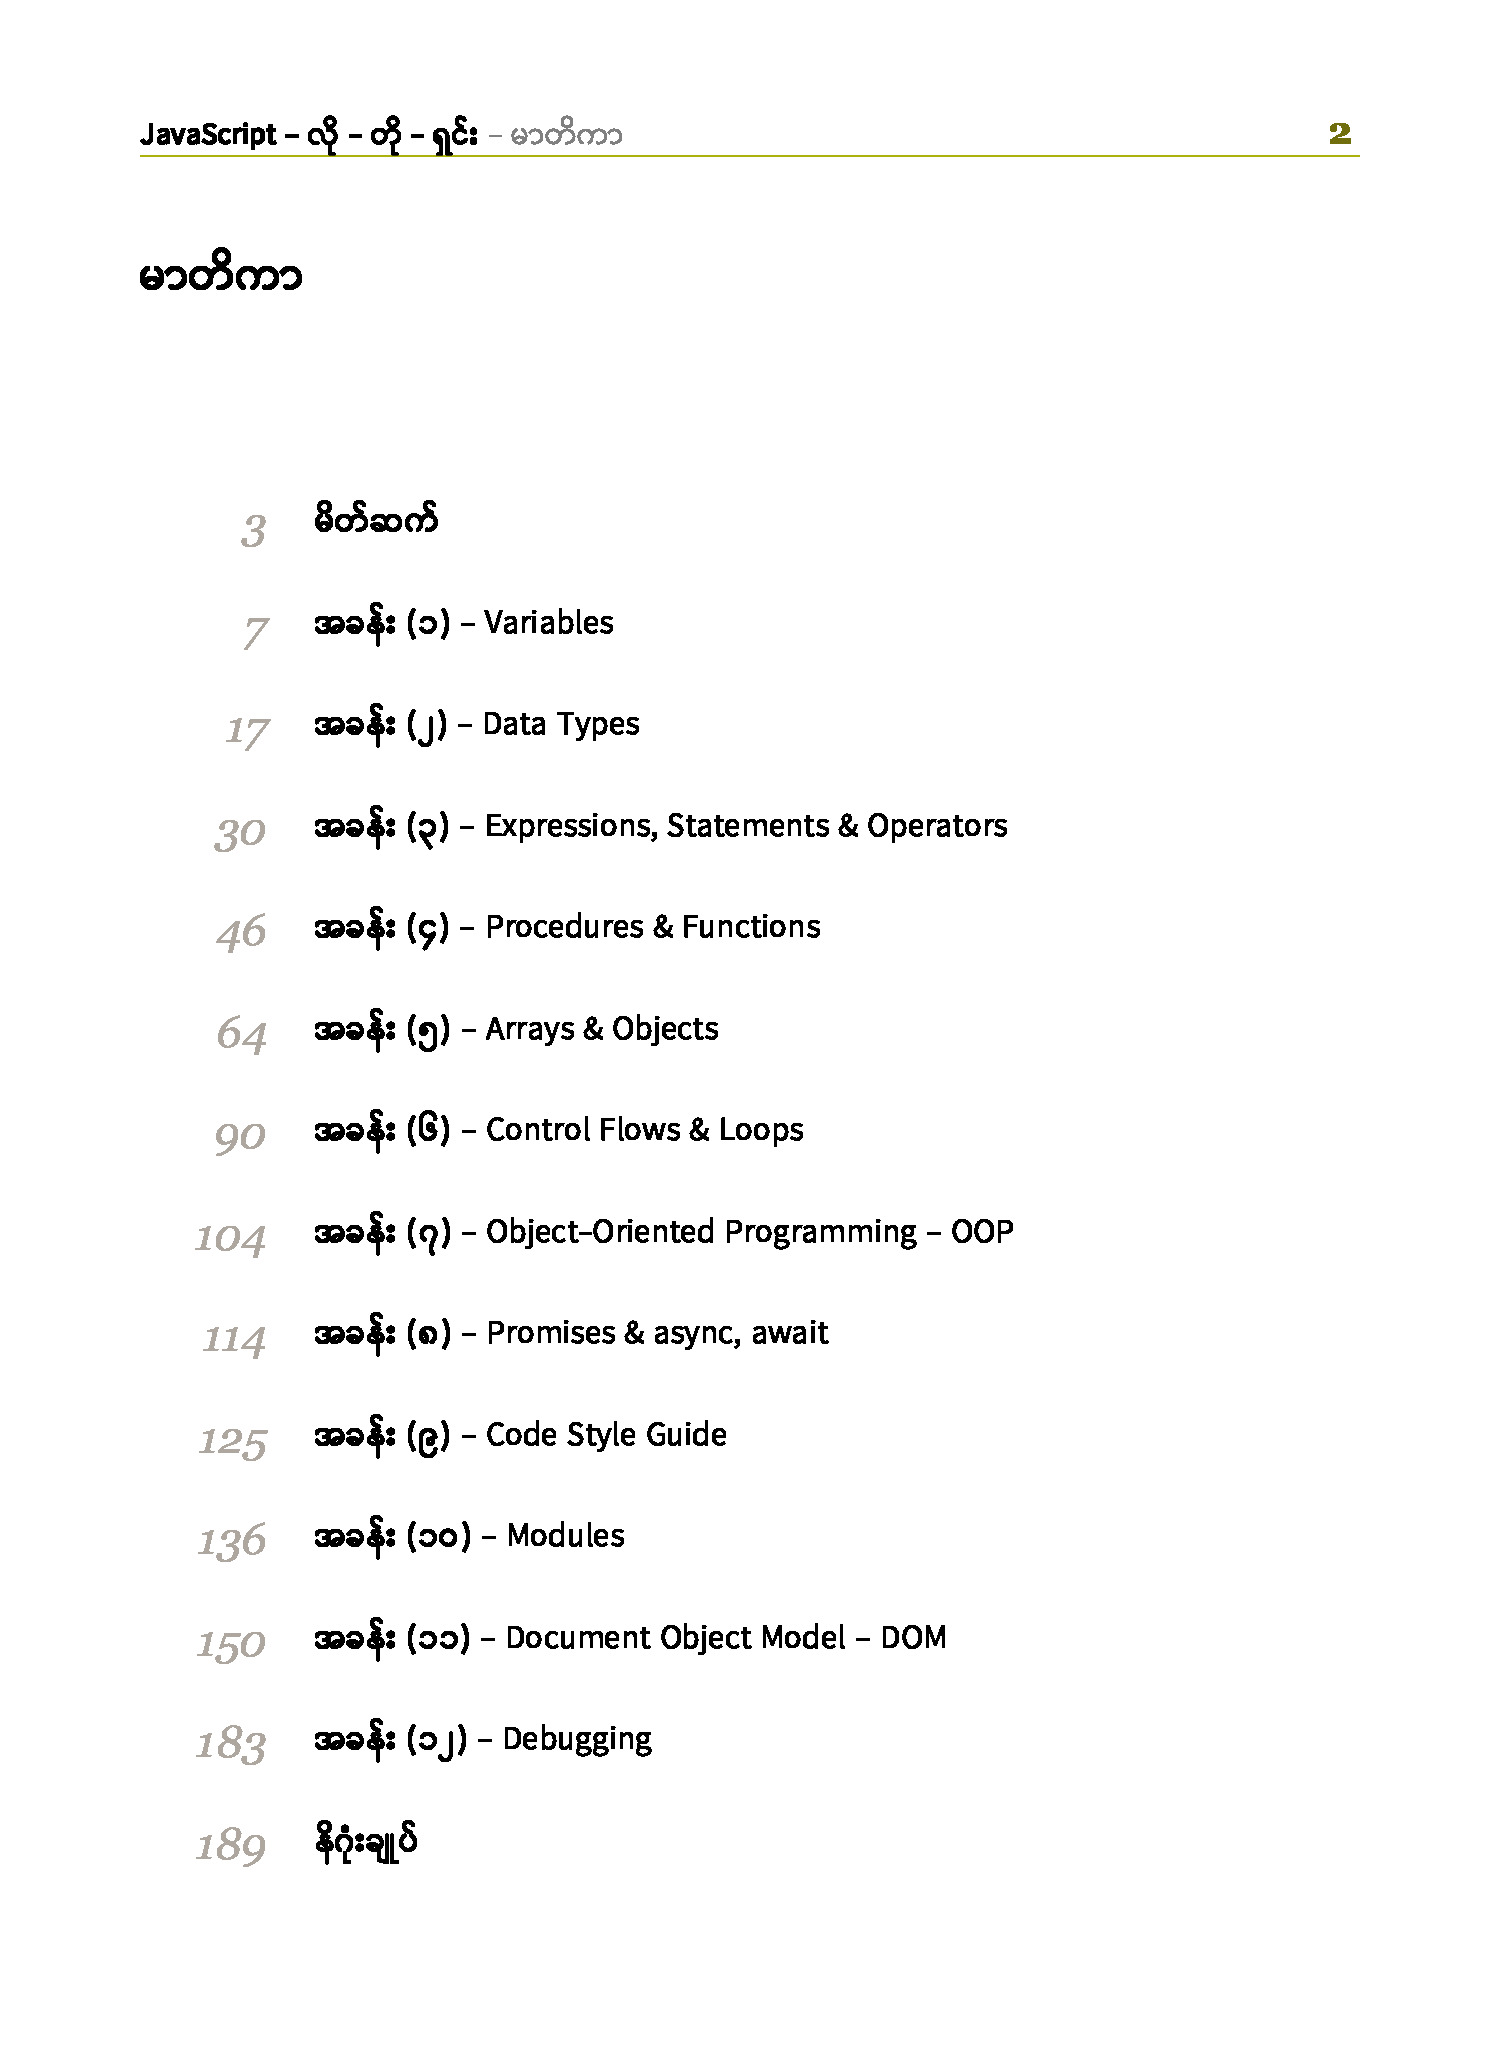 JavaScript – လို – တို – ရှင်း – မာတိကာ 2
မာတိကာ
3 မိတ်ဆက်
7 အခန်း (၁) – Variables
17 အခန်း (၂) – Data Types
30 အခန်း (၃) – Expressions, Statements & Operators
46 အခန်း (၄) – Procedures & Functions
64 အခန်း (၅) – Arrays & Objects
90 အခန်း (၆) – Control Flows & Loops
104 အခန်း (၇) – Object–Oriented Programming – OOP
114 အခန်း (၈) – Promises & async, await
125 အခန်း (၉) – Code Style Guide
136 အခန်း (၁၀) – Modules
150 အခန်း (၁၁) – Document Object Model – DOM
183 အခန်း (၁၂) – Debugging
189 နိဂုံးချုပ်